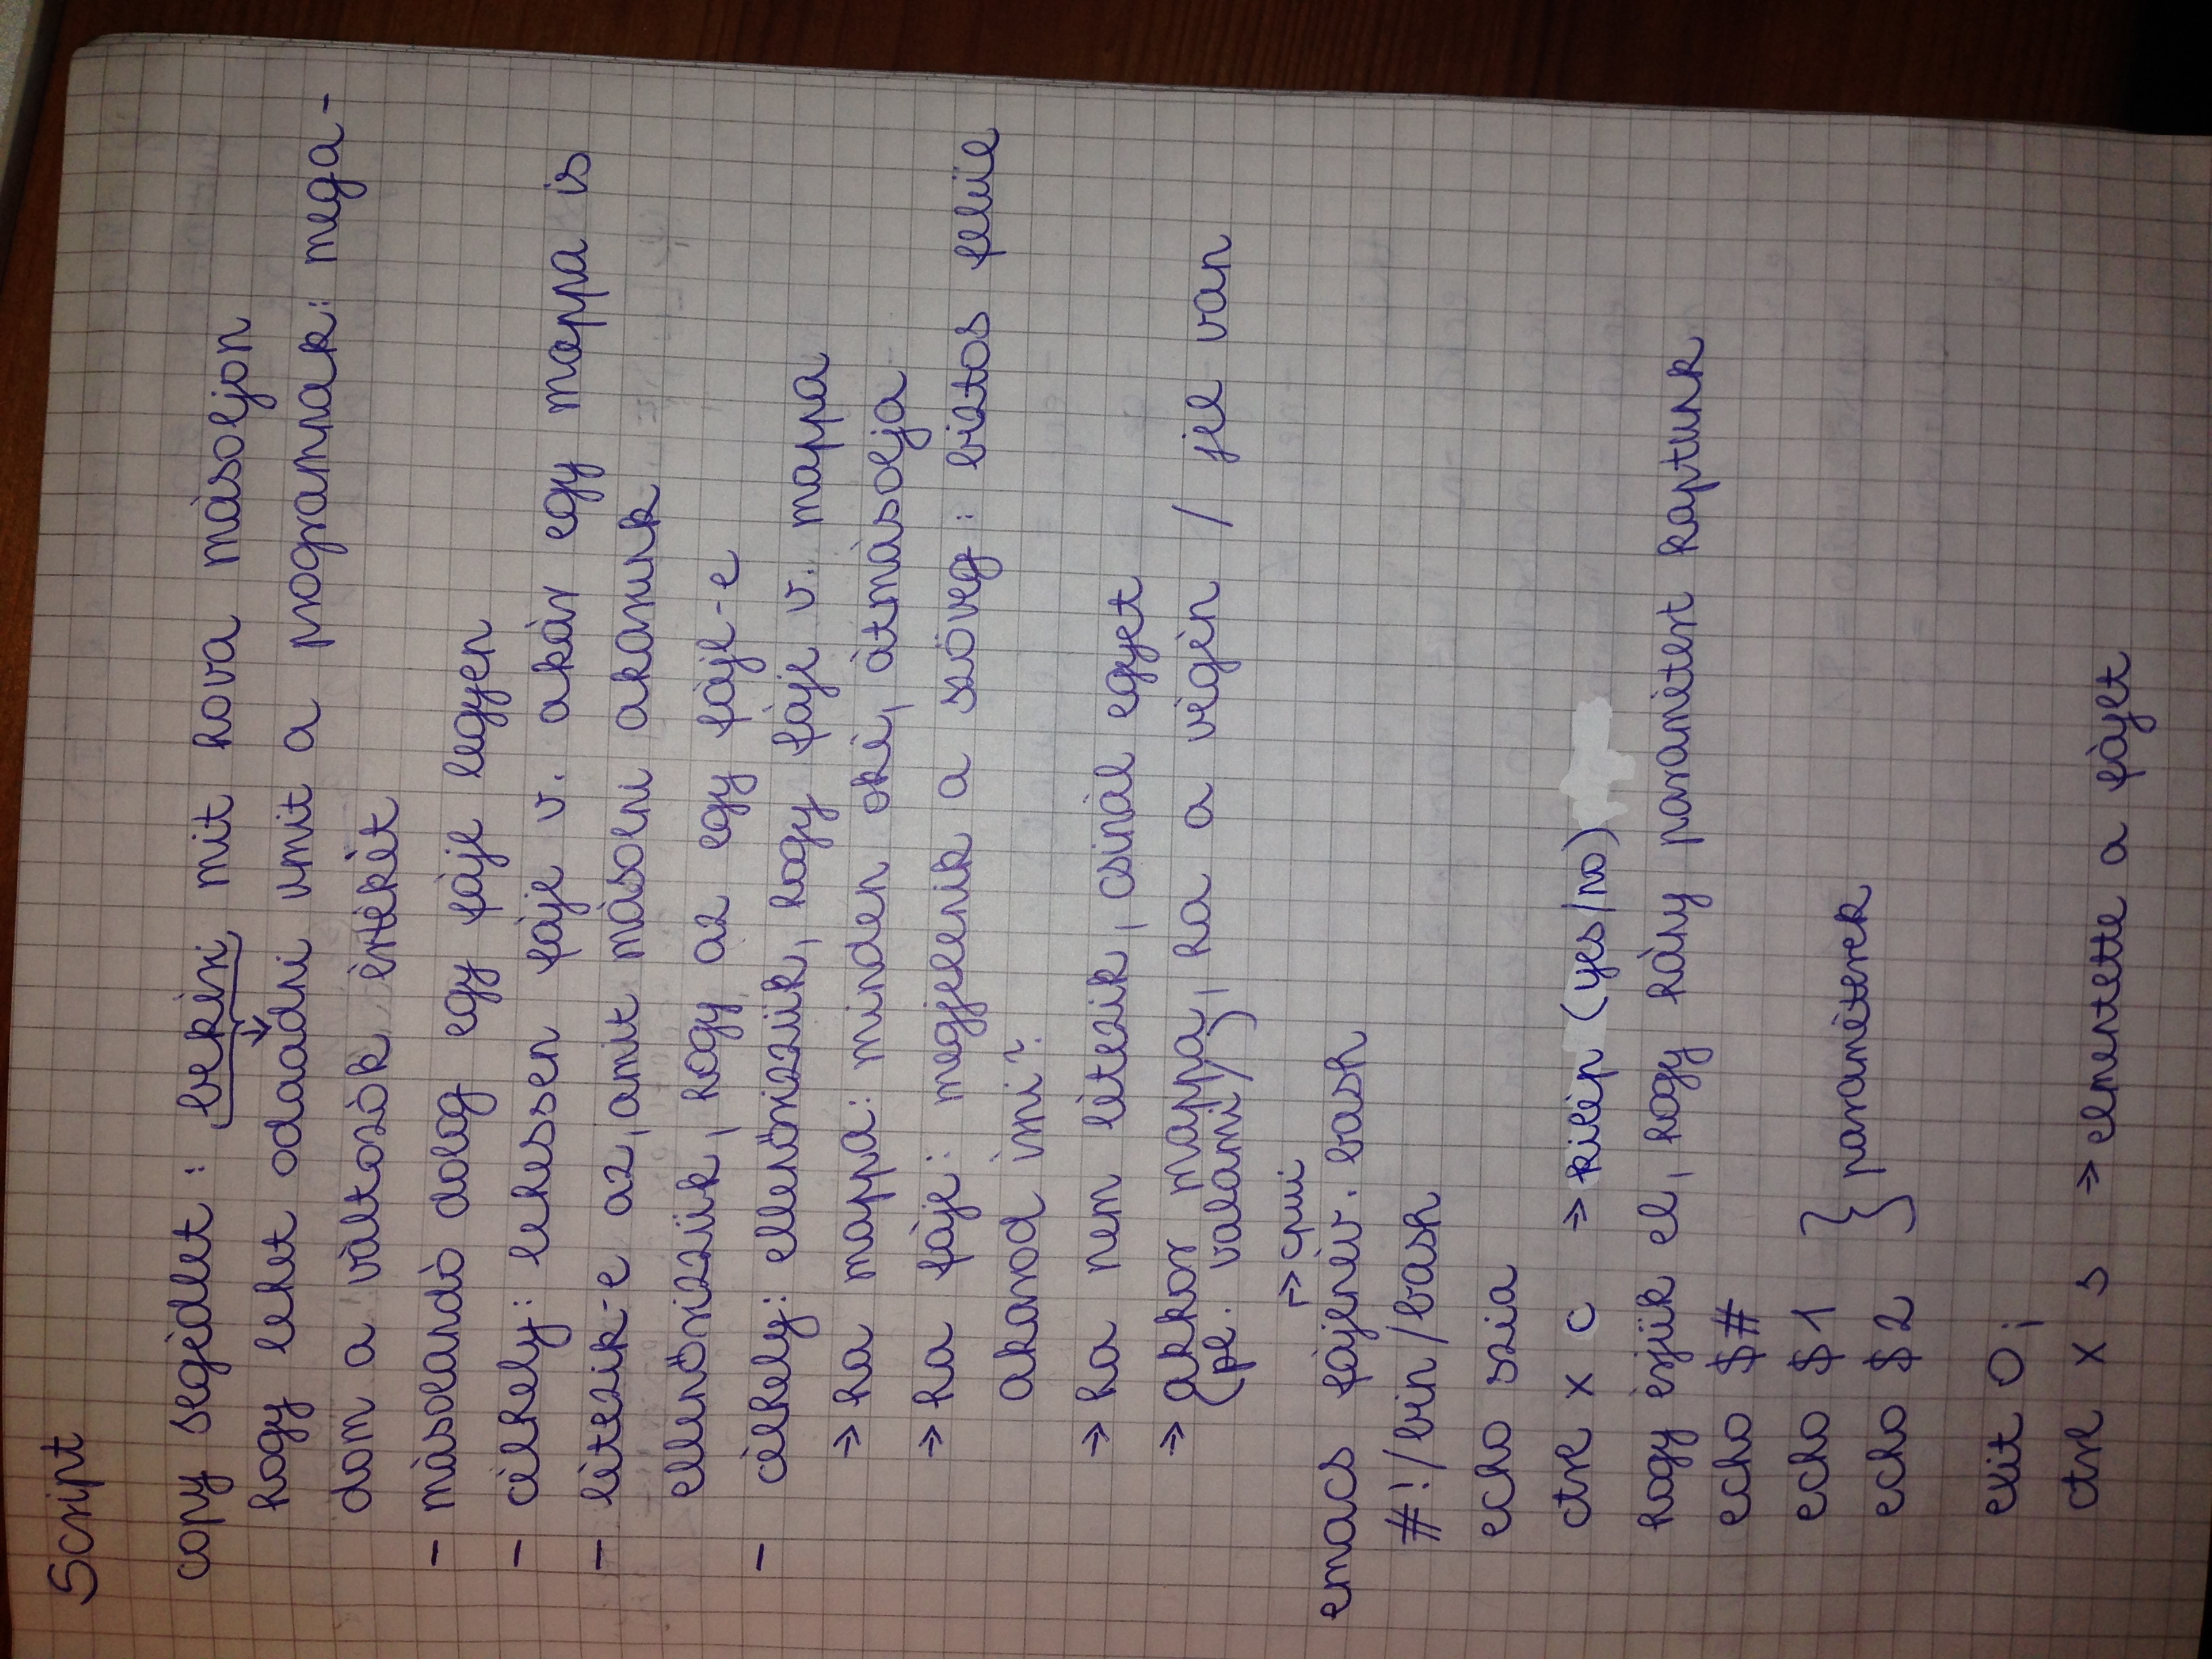 Script
copy segédlet: bekéri mit hova másoljon
hogy lehet odaadni vmit a programnak: mega-
dom a változók értékét
- másolandó dolog egy fájl legyen
- célhely: lehessen fájl v. akár egy mappa is
- létezik-e az, amit másolni akarunk
ellenőrizzük, hogy az egy fájl-e
- célhely: ellenőrizzük, hogy fájl v. mappa
→ ha mappa: minden oké, átmásolja
→ ha fájl: megjelenik a szöveg: biztos felül
akarod írni?
→ ha nem létezik, csinál egyet
→ akkor mappa, ha a végén / jel van
(pl. valami/)
→ cpui
emacs fájlnév.bash
#!/bin/bash
echo szia
ctrl x c → kilép (yes/no)
hogy érjük el, hogy hány paramétert kaptunk
echo $#
echo $1
echo $2 } paraméterek
exit 0;
ctrl x s → elmentette a fájlt